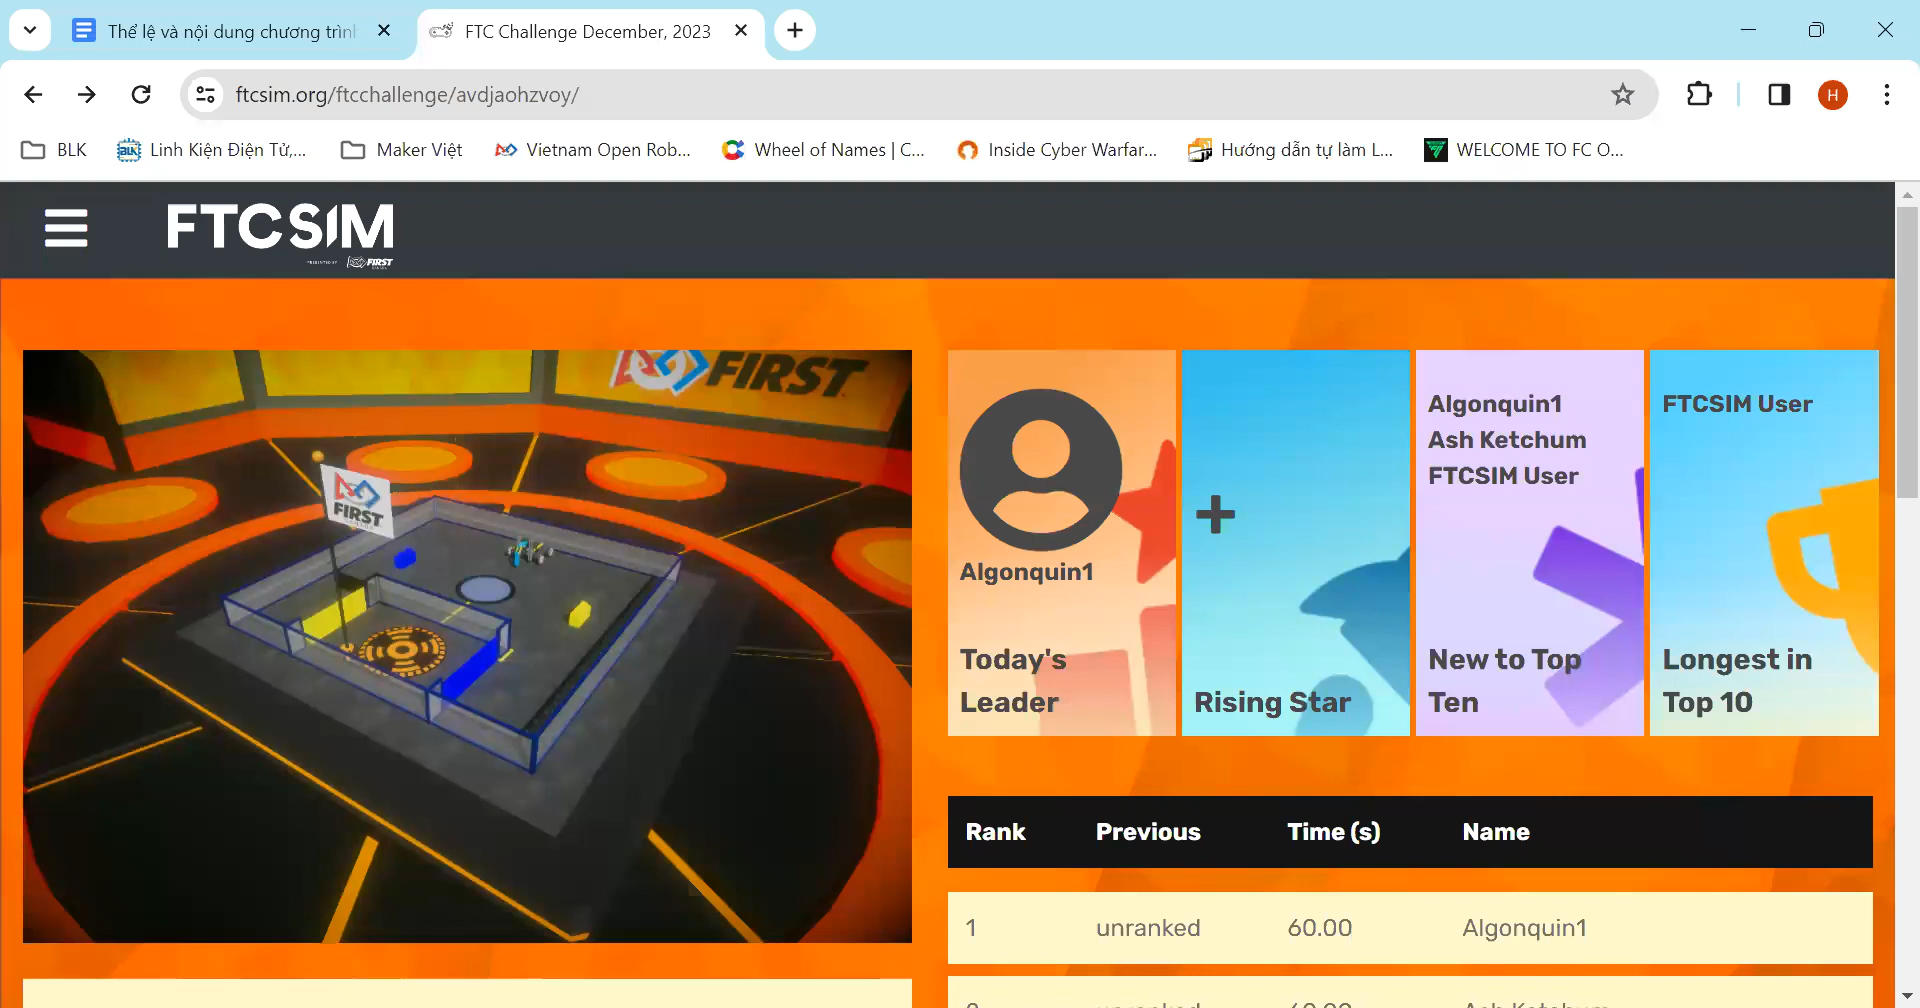 Thể lệ và nội dung chương trìn
FTC Challenge December, 2023
ftcsim.org/ftcchallenge/avdjaohzvoy/
H
BLK
Linh Kiện Điện Tử,...
Maker Việt
Vietnam Open Rob...
Wheel of Names | C...
Inside Cyber Warfar...
Hướng dẫn tự làm L...
WELCOME TO FC O...
FTCSIM
PRESENTED BY FIRST
FIRST
FIRST
Algonquin1
Today's
Leader
Rising Star
Algonquin1
Ash Ketchum
FTCSIM User
New to Top
Ten
FTCSIM User
Longest in
Top 10
Rank Previous Time (s) Name
1 unranked 60.00 Algonquin1